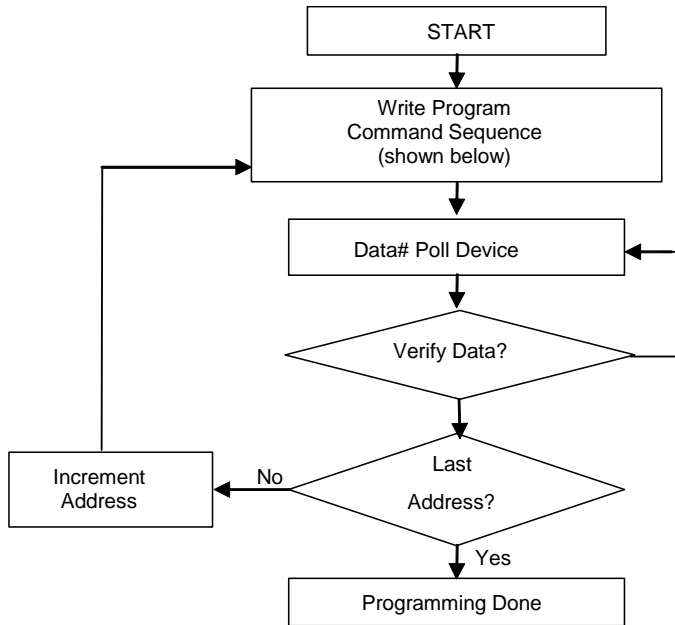 START
Write Program
Command Sequence
(shown below)
Data# Poll Device
Verify Data?
Last
Address?
No
Increment
Address
Yes
Programming Done